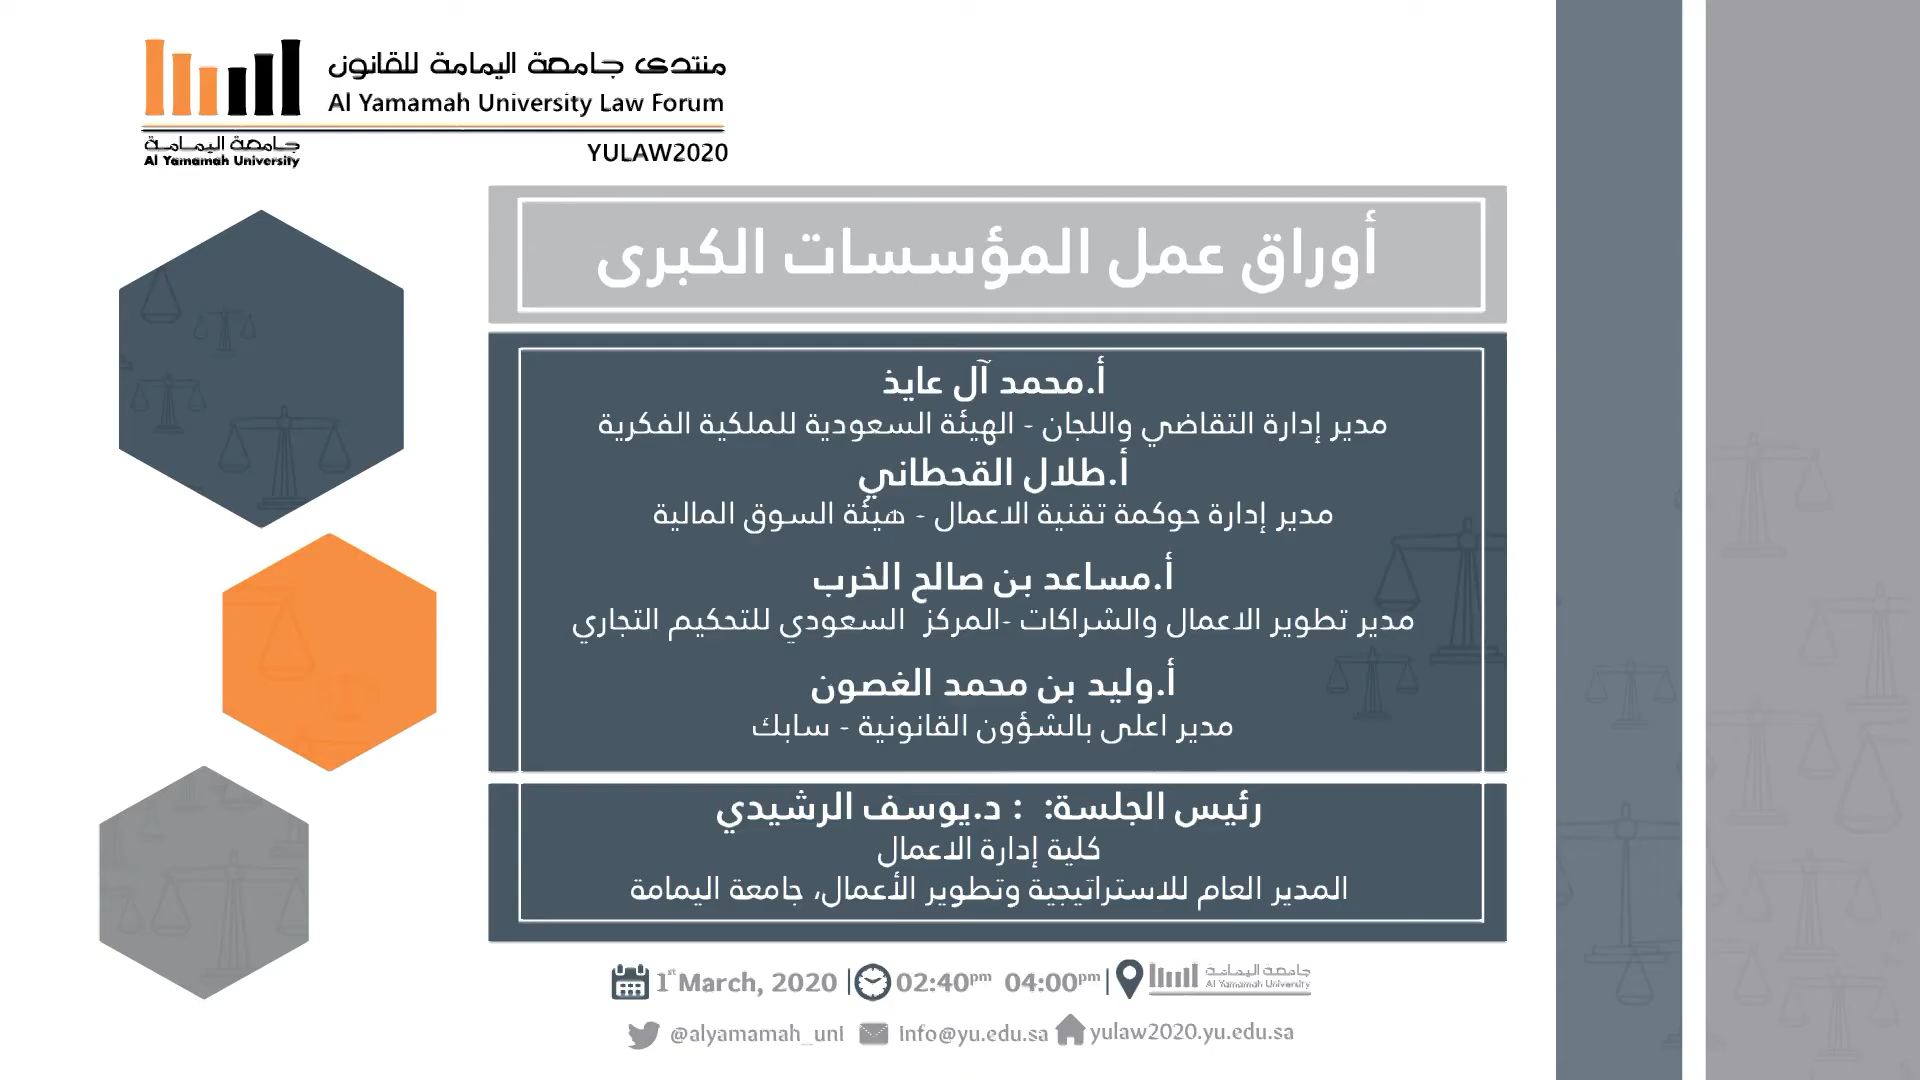 منتدى جامعة اليمامة للقانون
Al Yamamah University Law Forum
جامعة اليمامة
Al Yamamah University
YULAW2020
أوراق عمل المؤسسات الكبرى
أ.محمد آل عايذ
مدير إدارة التقاضي واللجان - الهيئة السعودية للملكية الفكرية
أ.طلال القحطاني
مدير إدارة حوكمة تقنية الاعمال - هيئة السوق المالية
أ.مساعد بن صالح الخرب
مدير تطوير الاعمال والشراكات -المركز السعودي للتحكيم التجاري
أ.وليد بن محمد الغصون
مدير اعلى بالشؤون القانونية - سابك
رئيس الجلسة: : د.يوسف الرشيدي
كلية إدارة الاعمال
المدير العام للاستراتيجية وتطوير الأعمال، جامعة اليمامة
1st March, 2020 | 02:40pm 04:00pm |
جامعة اليمامة
Al Yamamah University
@alyamamah_uni info@yu.edu.sa yulaw2020.yu.edu.sa